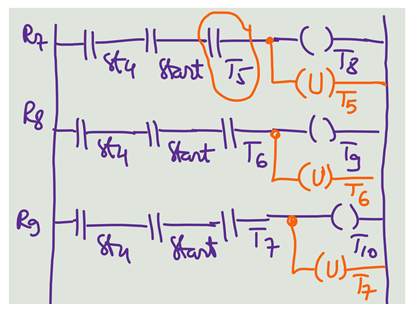 R7 St4 Start T5 ( ) T8
(U) T5
R8 St4 Start T6 ( ) T9
(U) T6
R9 St4 Start T7 ( ) T10
(U) T7